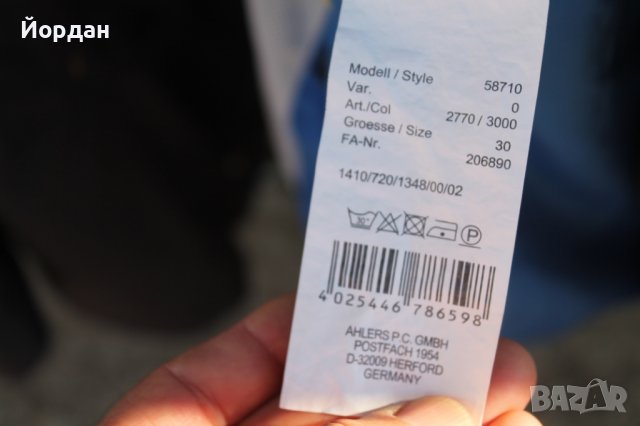 Йордан
Modell / Style 58710
Var. 0
Art./Col 2770 / 3000
Groesse / Size 30
FA-Nr. 206890
1410/720/1348/00/02
30°
P
4 025446 786598
AHLERS P.C. GMBH
POSTFACH 1954
D-32009 HERFORD
GERMANY
BAZAR